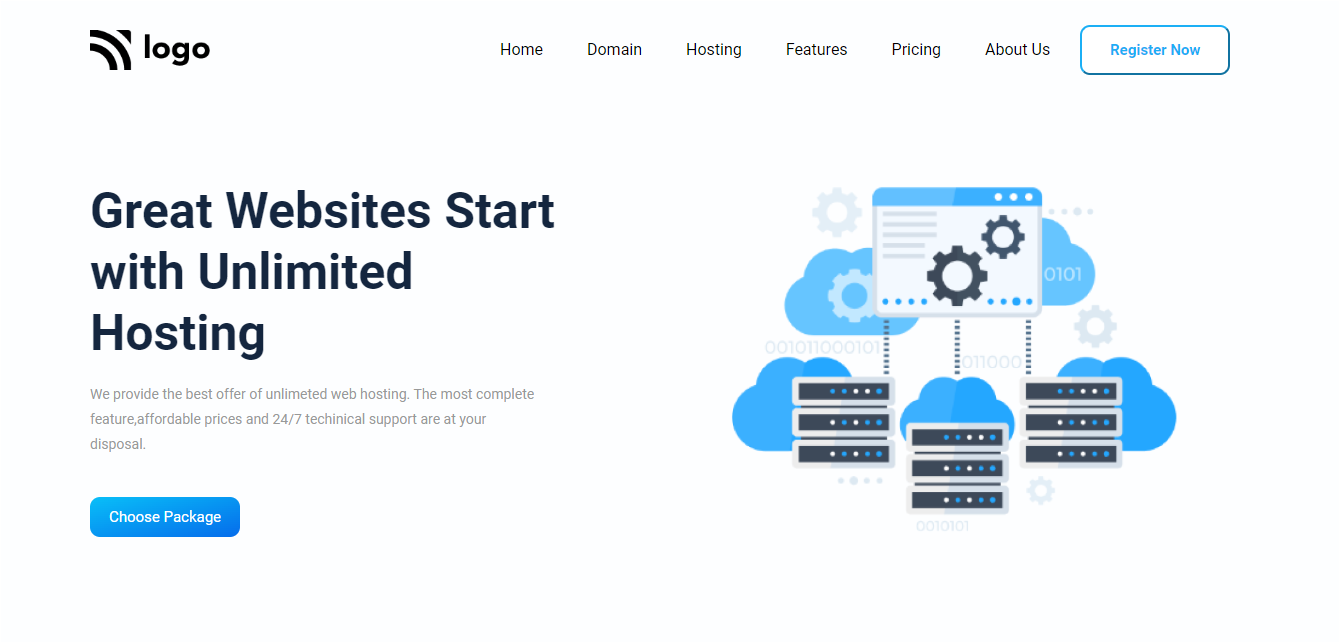 logo
Home Domain Hosting Features Pricing About Us Register Now
Great Websites Start
with Unlimited
Hosting
We provide the best offer of unlimeted web hosting. The most complete
feature,affordable prices and 24/7 techinical support are at your
disposal.
Choose Package
0101
001011000101
011000
0010101